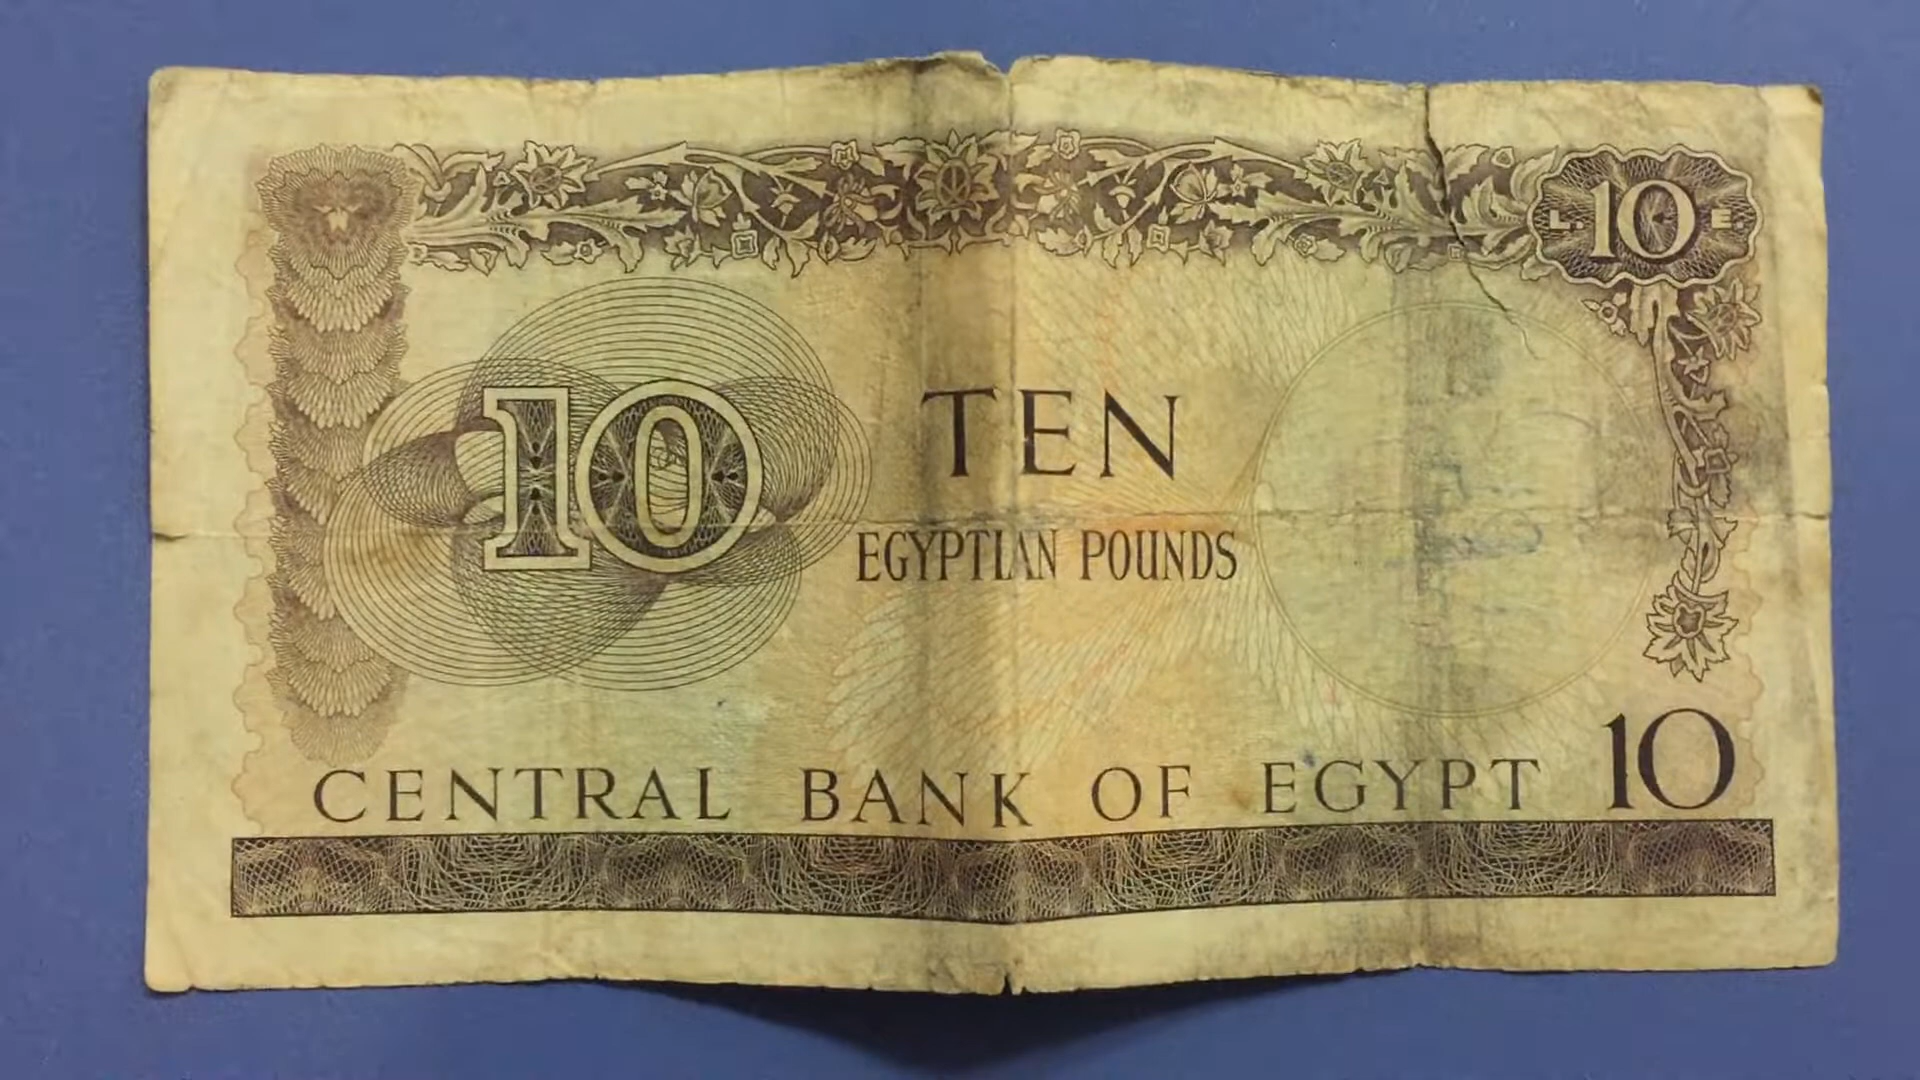 L. 10 E.
10 TEN
EGYPTIAN POUNDS
CENTRAL BANK OF EGYPT 10